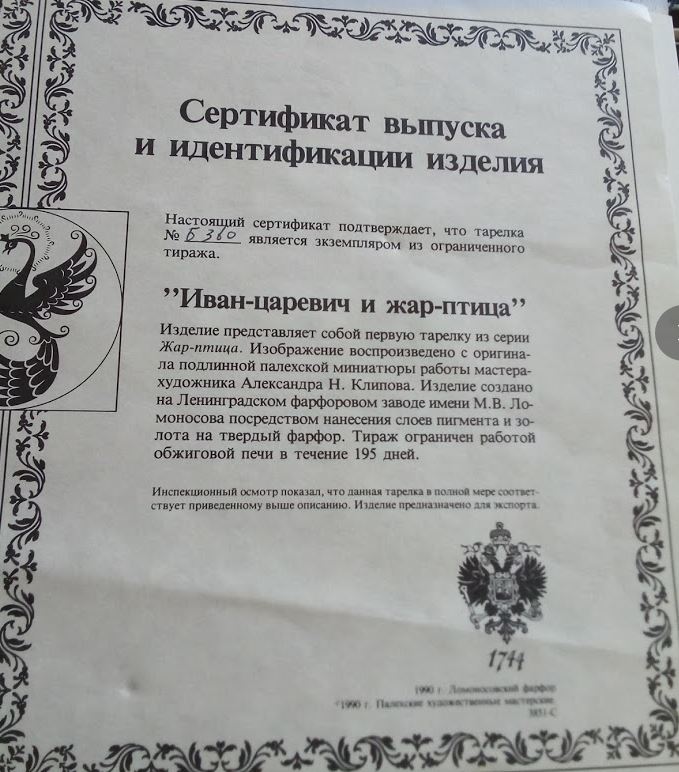 Сертификат выпуска
и идентификации изделия
Настоящий сертификат подтверждает, что тарелка
№ Б 360 является экземпляром из ограниченного
тиража.
”Иван-царевич и жар-птица”
Изделие представляет собой первую тарелку из серии
Жар-птица. Изображение воспроизведено с оригина-
ла подлинной палехской миниатюры работы мастера-
художника Александра Н. Клипова. Изделие создано
на Ленинградском фарфоровом заводе имени М.В. Ло-
моносова посредством нанесения слоев пигмента и зо-
лота на твердый фарфор. Тираж ограничен работой
обжиговой печи в течение 195 дней.
Инспекционный осмотр показал, что данная тарелка в полной мере соответ-
ствует приведенному выше описанию. Изделие предназначено для экспорта.
1744
1990 г. Ломоносовский фарфор
©1990 г. Палехские художественные мастерские